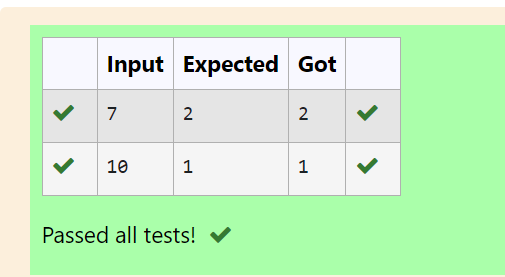 Input Expected Got
7 2 2
10 1 1
Passed all tests!